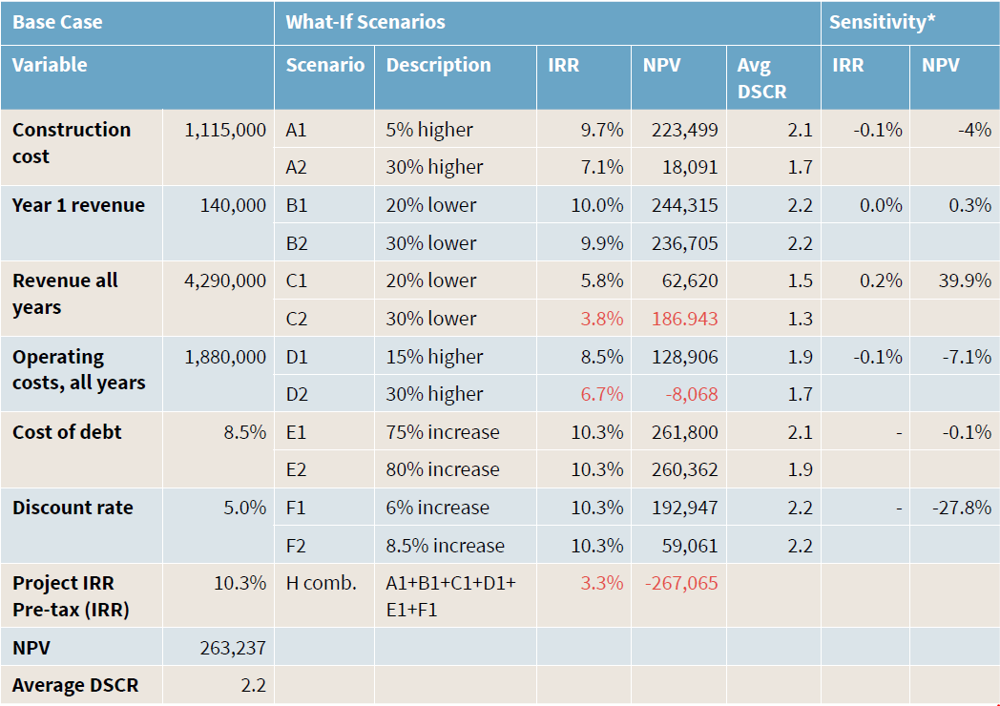 Base Case What-If Scenarios Sensitivity*
Variable Scenario Description IRR NPV Avg DSCR IRR NPV
Construction cost 1,115,000 A1 5% higher 9.7% 223,499 2.1 -0.1% -4%
A2 30% higher 7.1% 18,091 1.7
Year 1 revenue 140,000 B1 20% lower 10.0% 244,315 2.2 0.0% 0.3%
B2 30% lower 9.9% 236,705 2.2
Revenue all years 4,290,000 C1 20% lower 5.8% 62,620 1.5 0.2% 39.9%
C2 30% lower 3.8% 186.943 1.3
Operating costs, all years 1,880,000 D1 15% higher 8.5% 128,906 1.9 -0.1% -7.1%
D2 30% higher 6.7% -8,068 1.7
Cost of debt 8.5% E1 75% increase 10.3% 261,800 2.1 - -0.1%
E2 80% increase 10.3% 260,362 1.9
Discount rate 5.0% F1 6% increase 10.3% 192,947 2.2 - -27.8%
F2 8.5% increase 10.3% 59,061 2.2
Project IRR Pre-tax (IRR) 10.3% H comb. A1+B1+C1+D1+E1+F1 3.3% -267,065
NPV 263,237
Average DSCR 2.2